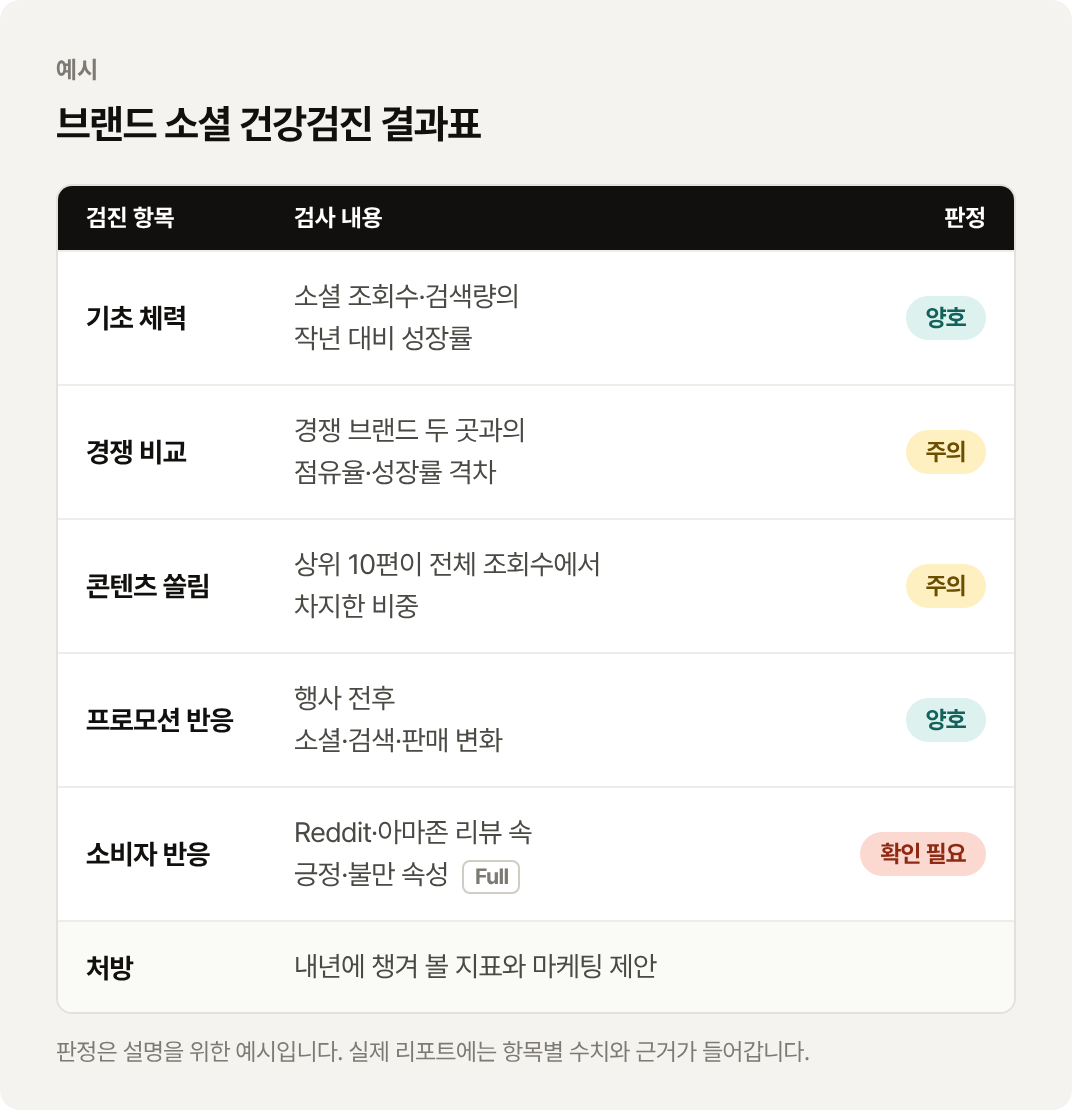 예시
브랜드 소셜 건강검진 결과표
검진 항목 검사 내용 판정
기초 체력
소셜 조회수·검색량의
작년 대비 성장률
양호
경쟁 비교
경쟁 브랜드 두 곳과의
점유율·성장률 격차
주의
콘텐츠 쏠림
상위 10편이 전체 조회수에서
차지한 비중
주의
프로모션 반응
행사 전후
소셜·검색·판매 변화
양호
소비자 반응
Reddit·아마존 리뷰 속
긍정·불만 속성 Full
확인 필요
처방 내년에 챙겨 볼 지표와 마케팅 제안
판정은 설명을 위한 예시입니다. 실제 리포트에는 항목별 수치와 근거가 들어갑니다.